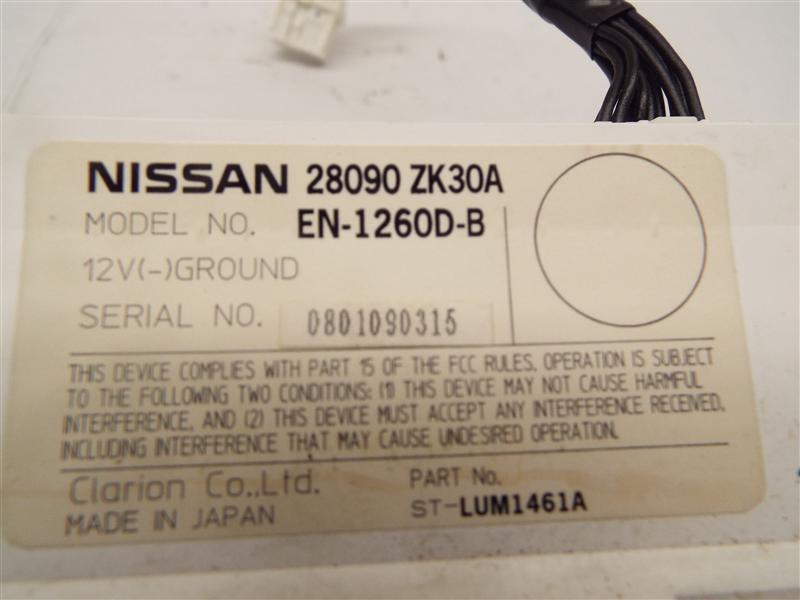 NISSAN 28090 ZK30A
MODEL NO. EN-1260D-B
12V(-)GROUND
SERIAL NO. 0801090315
THIS DEVICE COMPLIES WITH PART 15 OF THE FCC RULES. OPERATION IS SUBJECT
TO THE FOLLOWING TWO CONDITIONS: (1) THIS DEVICE MAY NOT CAUSE HARMFUL
INTERFERENCE, AND (2) THIS DEVICE MUST ACCEPT ANY INTERFERENCE RECEIVED,
INCLUDING INTERFERENCE THAT MAY CAUSE UNDESIRED OPERATION.
Clarion Co.,Ltd. PART No.
MADE IN JAPAN ST-LUM1461A